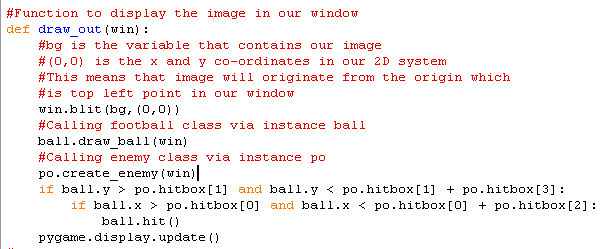 #Function to display the image in our window
def draw_out(win):
    #bg is the variable that contains our image
    #(0,0) is the x and y co-ordinates in our 2D system
    #This means that image will originate from the origin which
    #is top left point in our window
    win.blit(bg,(0,0))
    #Calling football class via instance ball
    ball.draw_ball(win)
    #Calling enemy class via instance po
    po.create_enemy(win)
    if ball.y > po.hitbox[1] and ball.y < po.hitbox[1] + po.hitbox[3]:
        if ball.x > po.hitbox[0] and ball.x < po.hitbox[0] + po.hitbox[2]:
            ball.hit()
    pygame.display.update()